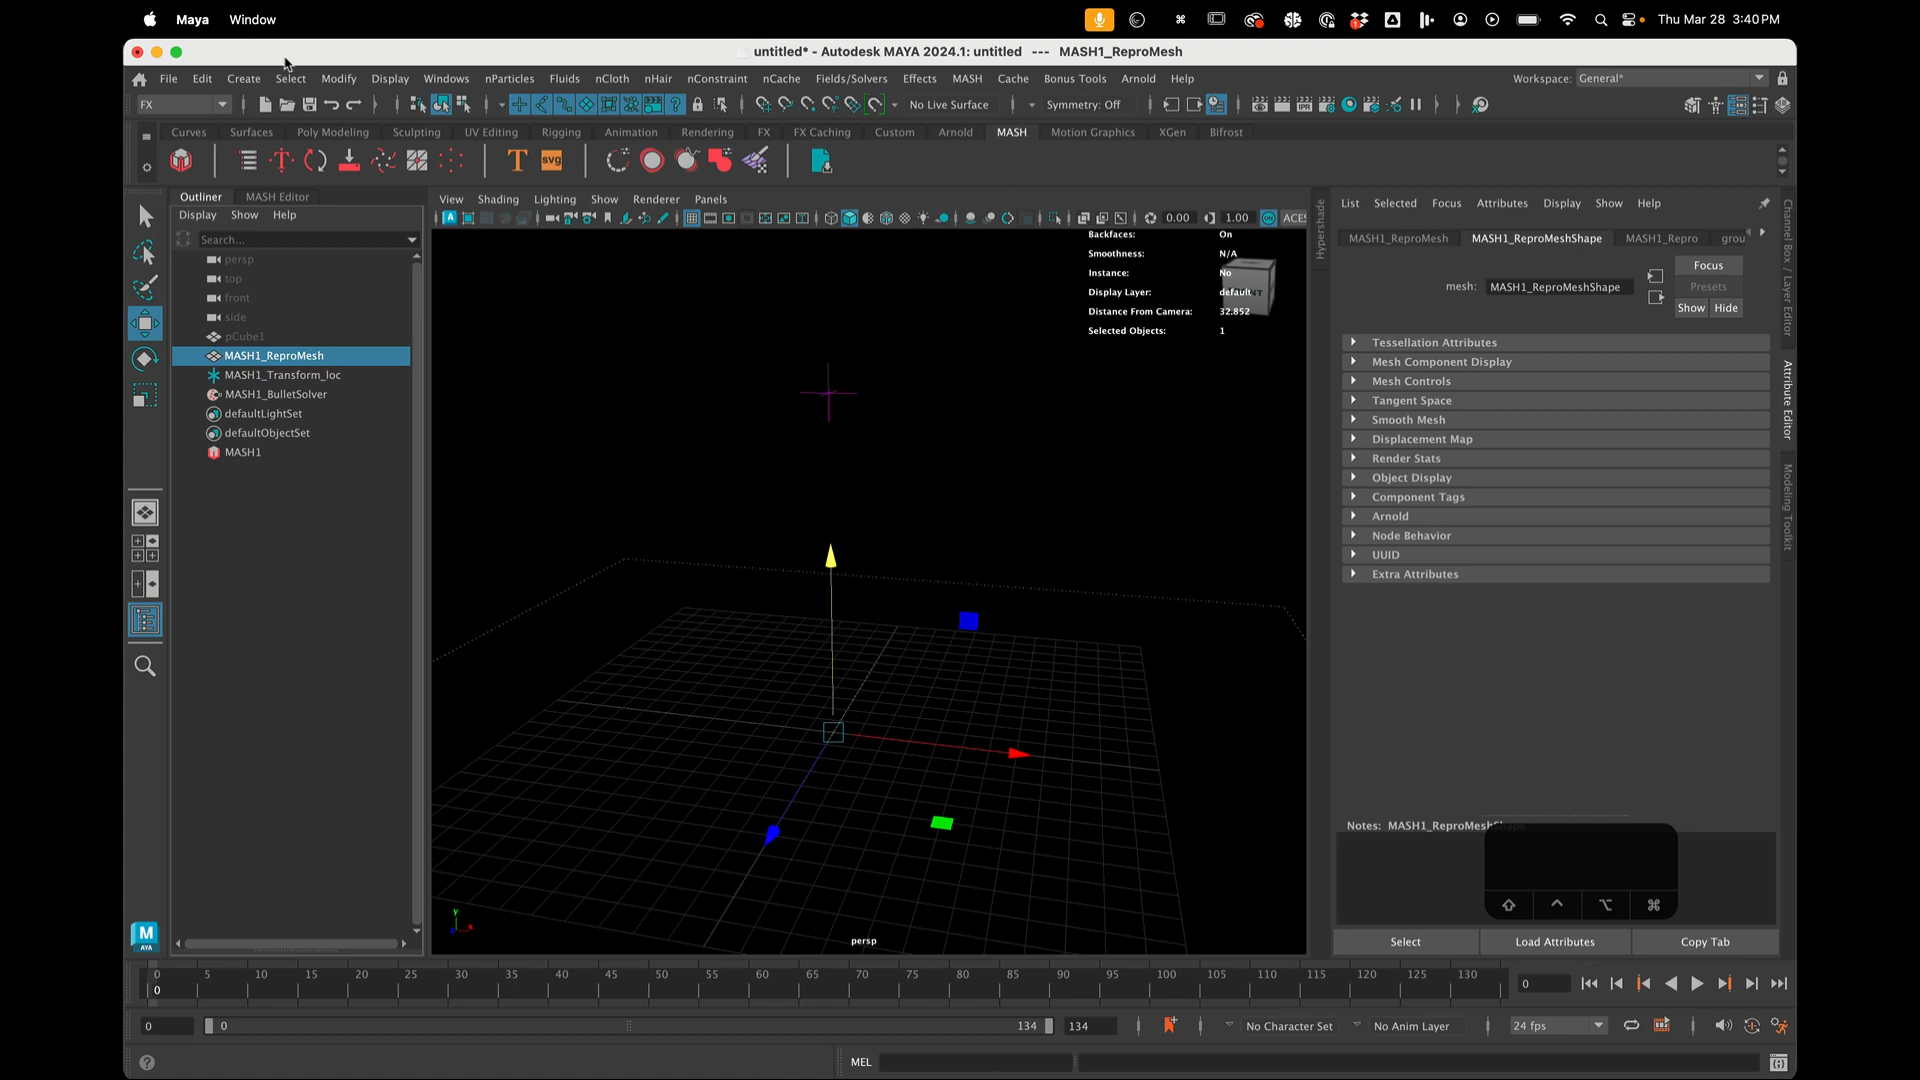 Maya Window Thu Mar 28 3:40 PM
untitled* - Autodesk MAYA 2024.1: untitled --- MASH1_ReproMesh
File Edit Create Select Modify Display Windows nParticles Fluids nCloth nHair nConstraint nCache Fields/Solvers Effects MASH Cache Bonus Tools Arnold Help Workspace: General*
FX No Live Surface Symmetry: Off
Curves Surfaces Poly Modeling Sculpting UV Editing Rigging Animation Rendering FX FX Caching Custom Arnold MASH Motion Graphics XGen Bifrost
T svg
Outliner MASH Editor
Display Show Help
Search...
persp
top
front
side
pCube1
MASH1_ReproMesh
MASH1_Transform_loc
MASH1_BulletSolver
defaultLightSet
defaultObjectSet
MASH1
M
AYA
View Shading Lighting Show Renderer Panels
0.00 1.00 ACES
Backfaces: On
Smoothness: N/A
Instance: No
Display Layer: default
Distance From Camera: 32.852
Selected Objects: 1
y
x
persp
Hypershade
List Selected Focus Attributes Display Show Help
MASH1_ReproMesh MASH1_ReproMeshShape MASH1_Repro grou
Focus
mesh: MASH1_ReproMeshShape
Presets
Show Hide
Tessellation Attributes
Mesh Component Display
Mesh Controls
Tangent Space
Smooth Mesh
Displacement Map
Render Stats
Object Display
Component Tags
Arnold
Node Behavior
UUID
Extra Attributes
Notes: MASH1_ReproMesh
Select Load Attributes Copy Tab
Channel Box / Layer Editor
Attribute Editor
Modeling Toolkit
0 5 10 15 20 25 30 35 40 45 50 55 60 65 70 75 80 85 90 95 100 105 110 115 120 125 130
0 0
0 0 134 134 No Character Set No Anim Layer 24 fps
MEL